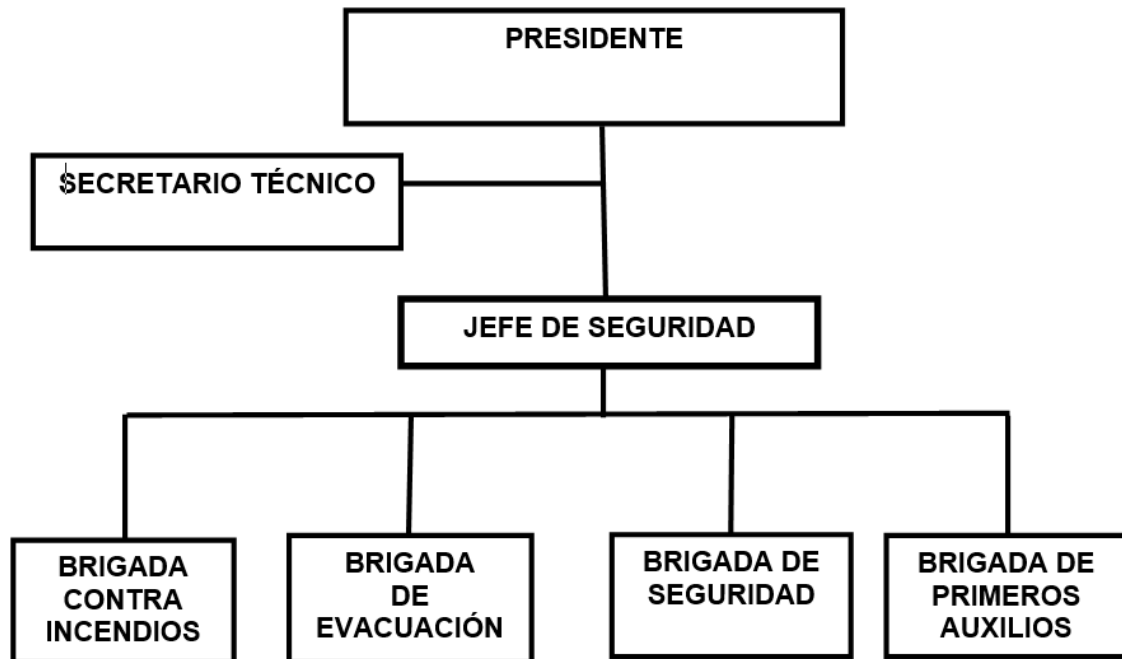 PRESIDENTE
SECRETARIO TÉCNICO
JEFE DE SEGURIDAD
BRIGADA
CONTRA
INCENDIOS
BRIGADA
DE
EVACUACIÓN
BRIGADA DE
SEGURIDAD
BRIGADA DE
PRIMEROS
AUXILIOS